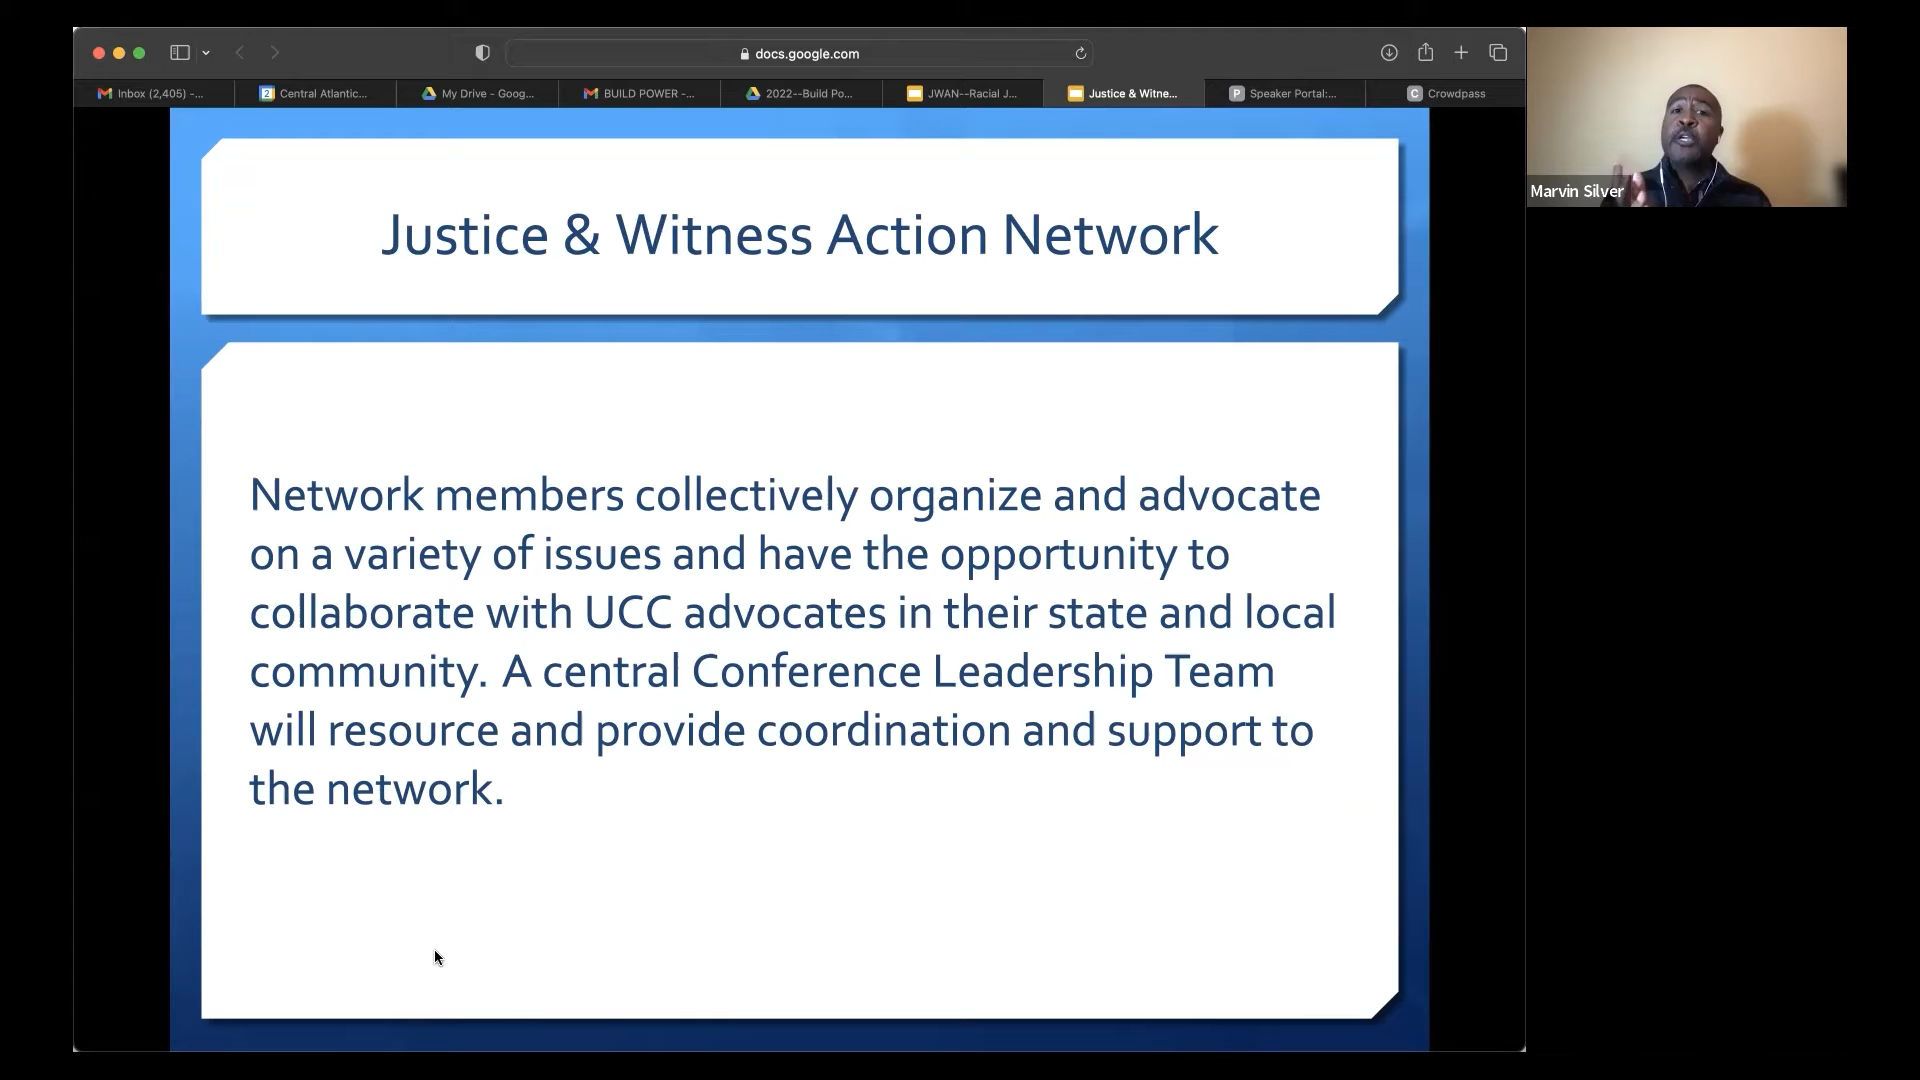 docs.google.com
Inbox (2,405) -...
2
Central Atlantic...
My Drive - Goog...
BUILD POWER -...
2022--Build Po...
JWAN--Racial J...
Justice & Witne...
P
Speaker Portal:...
C
Crowdpass
Marvin Silver
Justice & Witness Action Network
Network members collectively organize and advocate
on a variety of issues and have the opportunity to
collaborate with UCC advocates in their state and local
community. A central Conference Leadership Team
will resource and provide coordination and support to
the network.